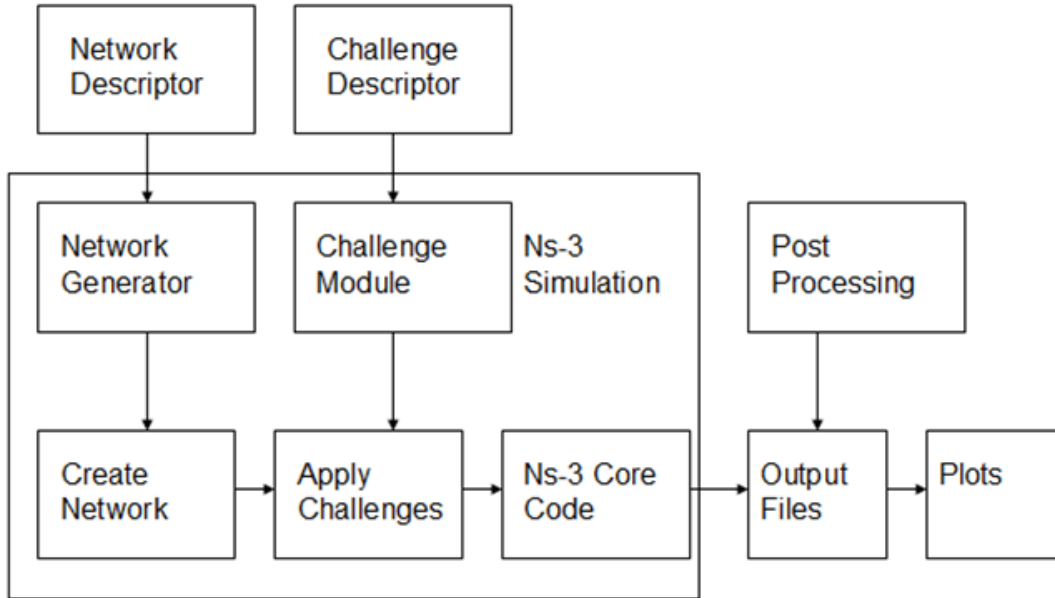 Network
Descriptor
Challenge
Descriptor
Network
Generator
Challenge
Module
Ns-3
Simulation
Post
Processing
Create
Network
Apply
Challenges
Ns-3 Core
Code
Output
Files
Plots